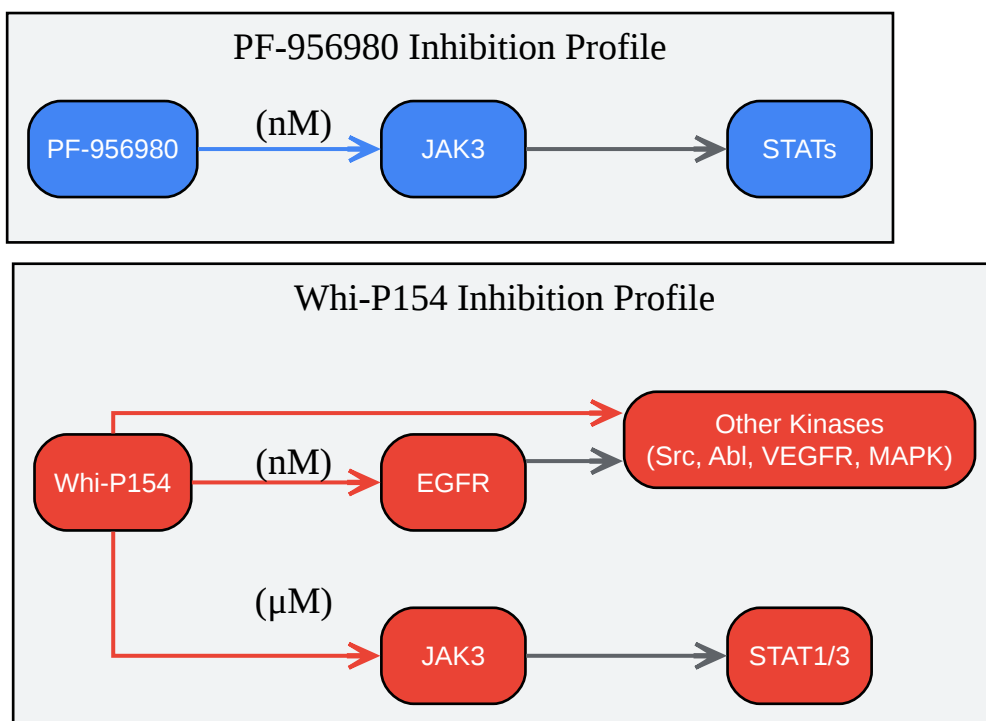 PF-956980 Inhibition Profile
(nM)
PF-956980
JAK3
STATs
Whi-P154 Inhibition Profile
Other Kinases
(Src, Abl, VEGFR, MAPK)
(nM)
Whi-P154
EGFR
(μM)
JAK3
STAT1/3